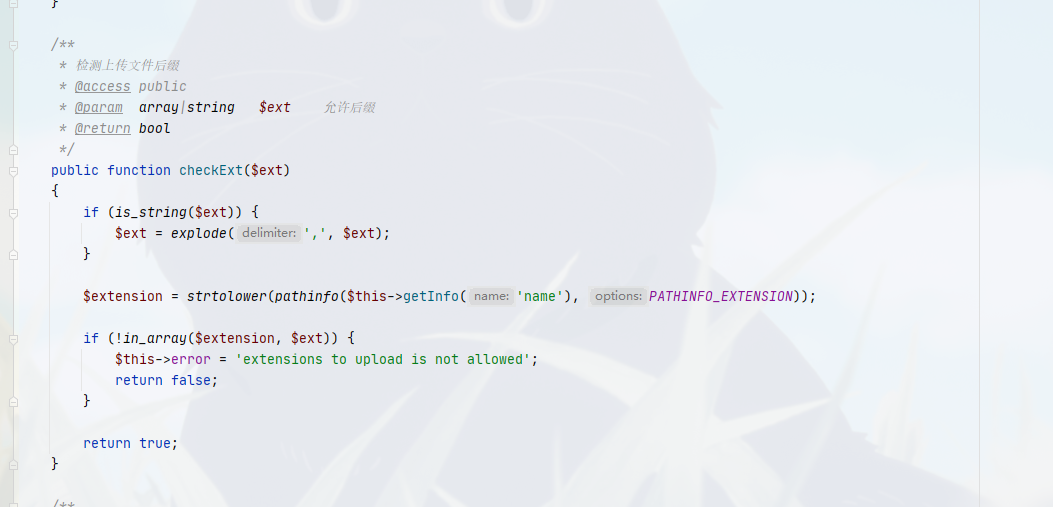 }
/**
* 检测上传文件后缀
* @access public
* @param array|string $ext 允许后缀
* @return bool
*/
public function checkExt($ext)
{
if (is_string($ext)) {
$ext = explode( delimiter: ',', $ext);
}
$extension = strtolower(pathinfo($this->getInfo( name: 'name'), options: PATHINFO_EXTENSION));
if (!in_array($extension, $ext)) {
$this->error = 'extensions to upload is not allowed';
return false;
}
return true;
}
/**